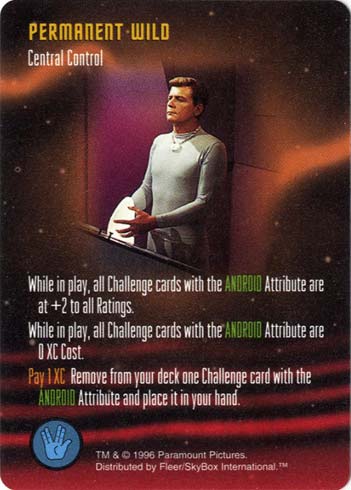 PERMANENT WILD
Central Control
While in play, all Challenge cards with the ANDROID Attribute are
at +2 to all Ratings.
While in play, all Challenge cards with the ANDROID Attribute are
0 XC Cost.
Pay 1 XC Remove from your deck one Challenge card with the
ANDROID Attribute and place it in your hand.
TM & © 1996 Paramount Pictures.
Distributed by Fleer/SkyBox International.™